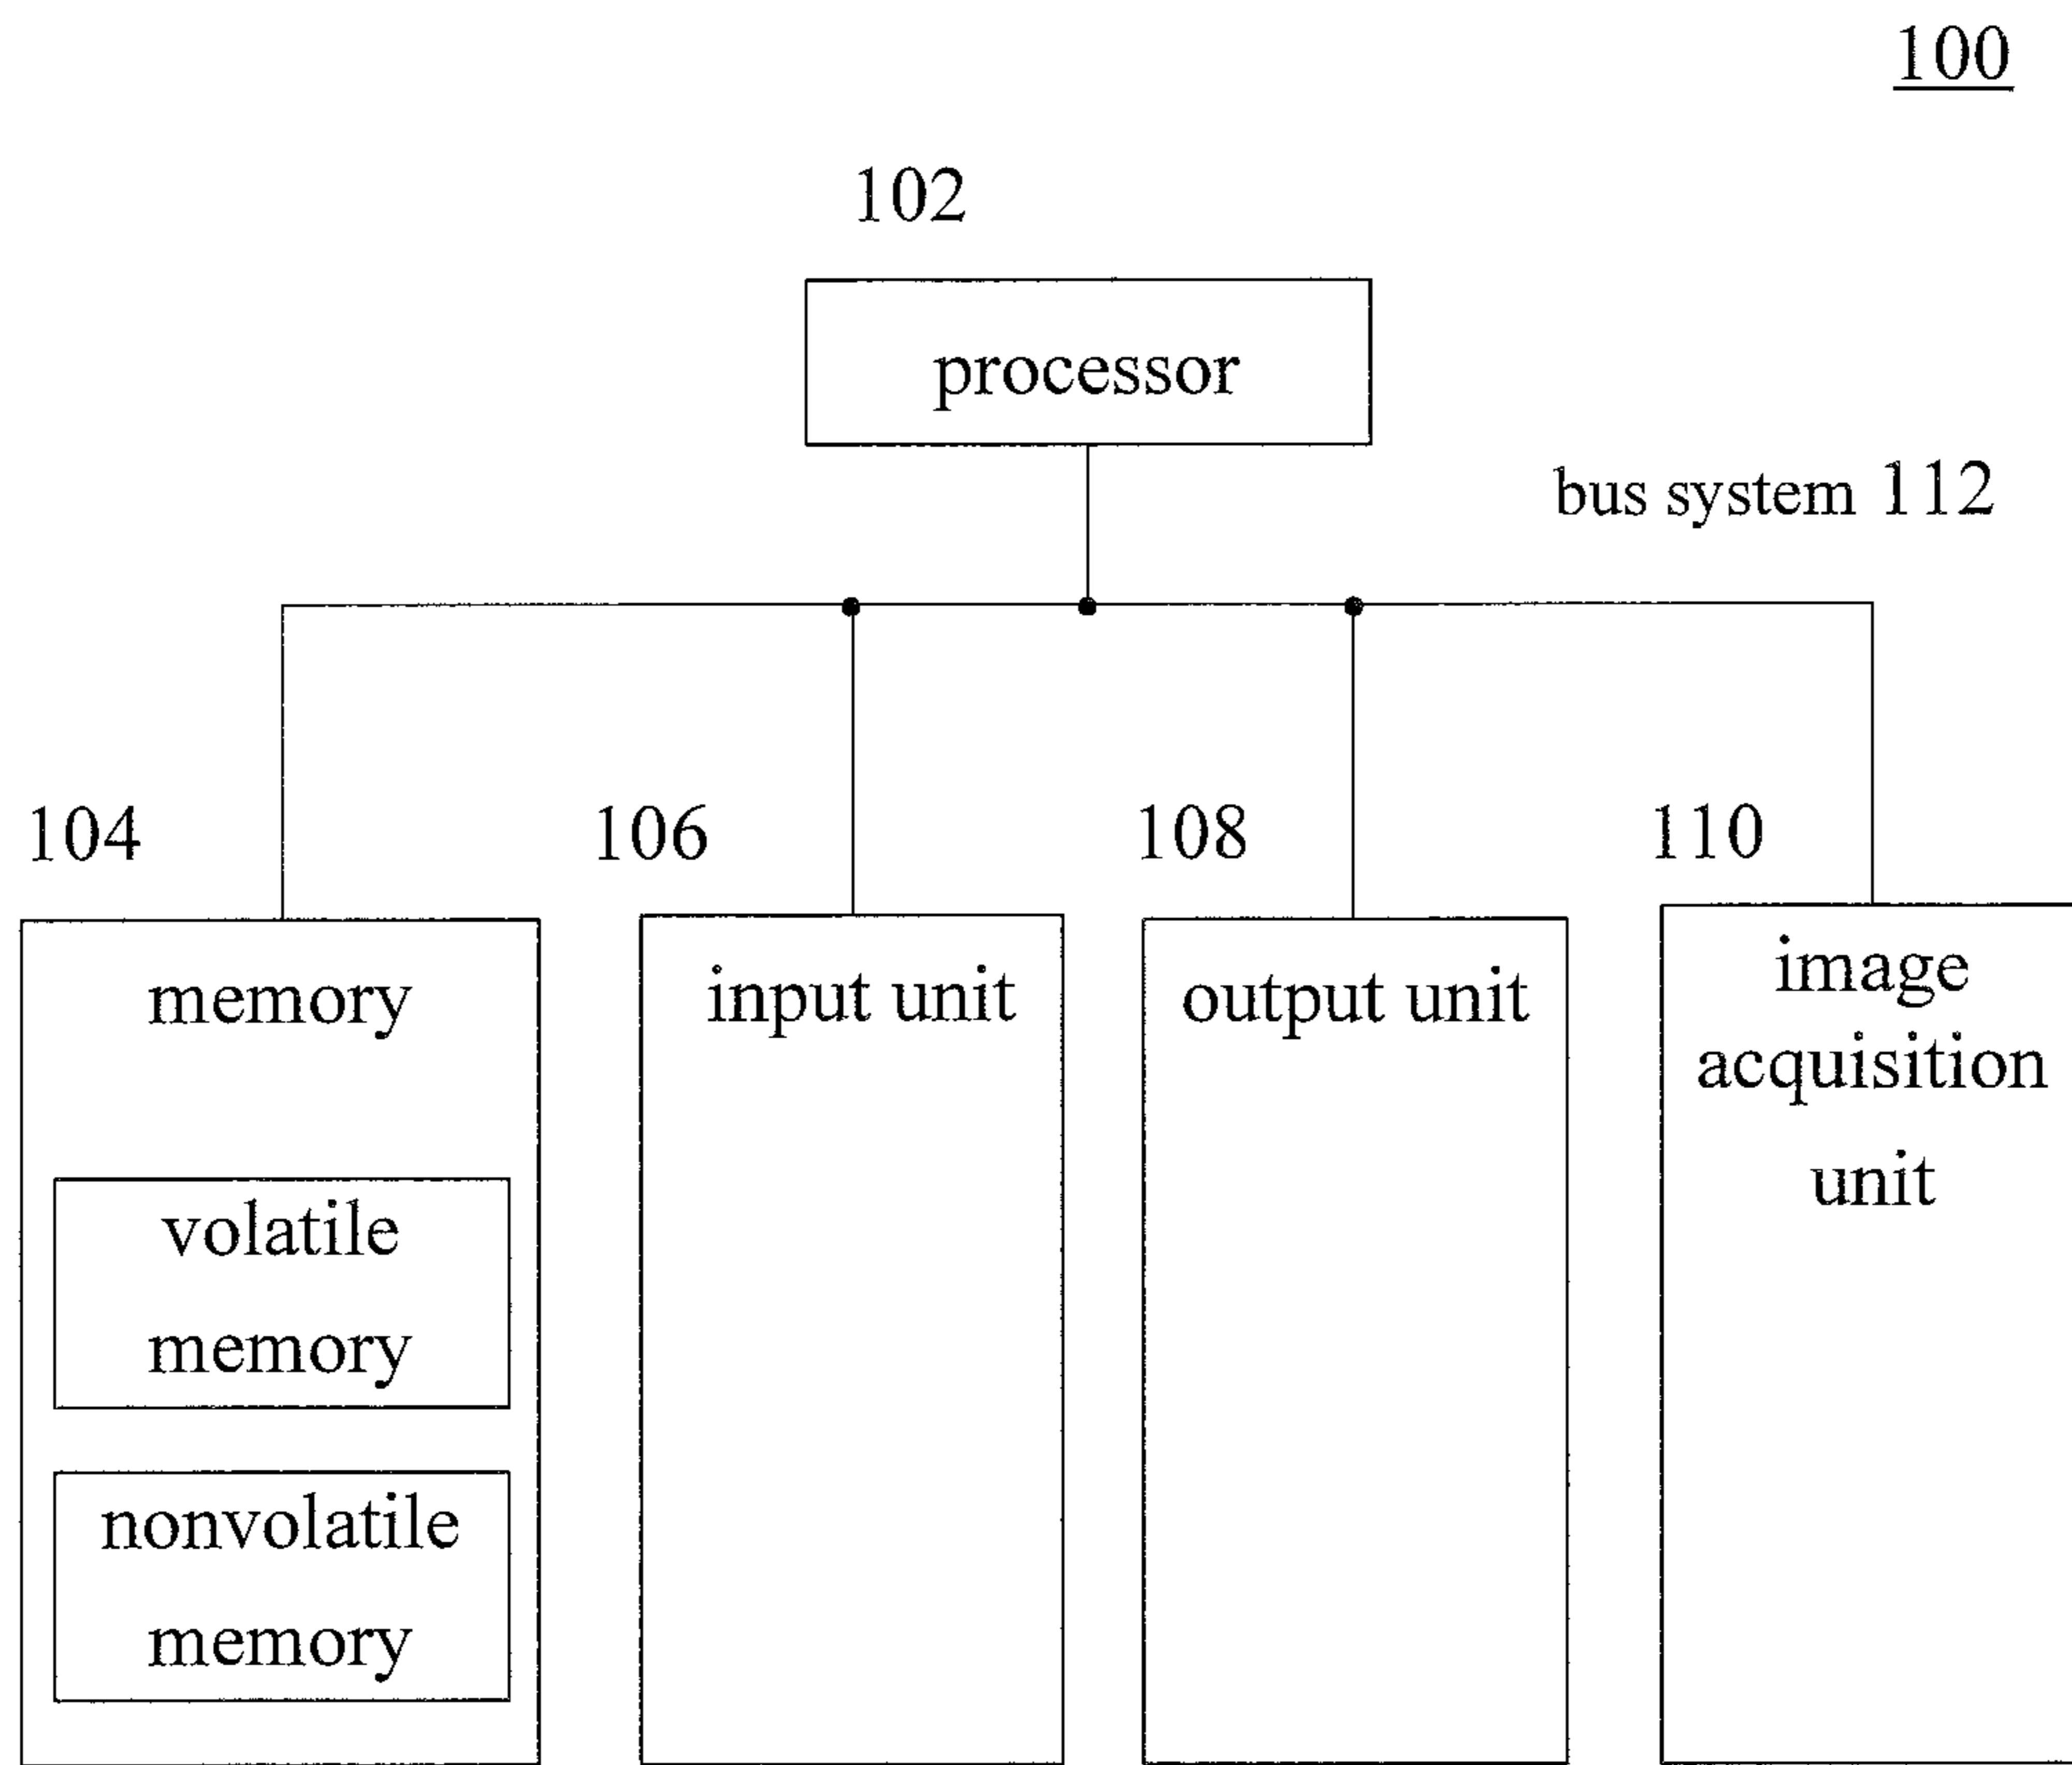 100
102
processor
bus system 112
104
106
108
110
memory
volatile
memory
nonvolatile
memory
input unit
output unit
image
acquisition
unit